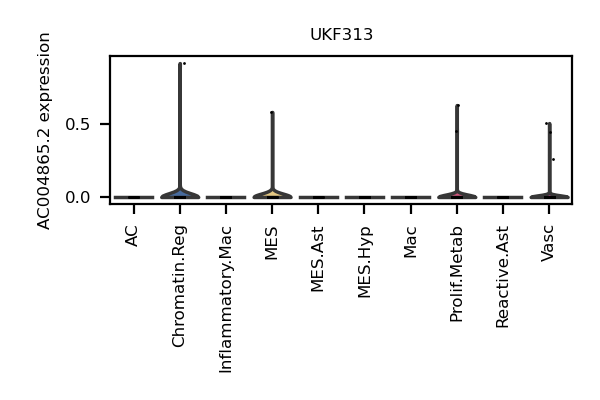 UKF313
AC004865.2 expression
0.5
0.0
AC
Chromatin.Reg
Inflammatory.Mac
MES
MES.Ast
MES.Hyp
Mac
Prolif.Metab
Reactive.Ast
Vasc